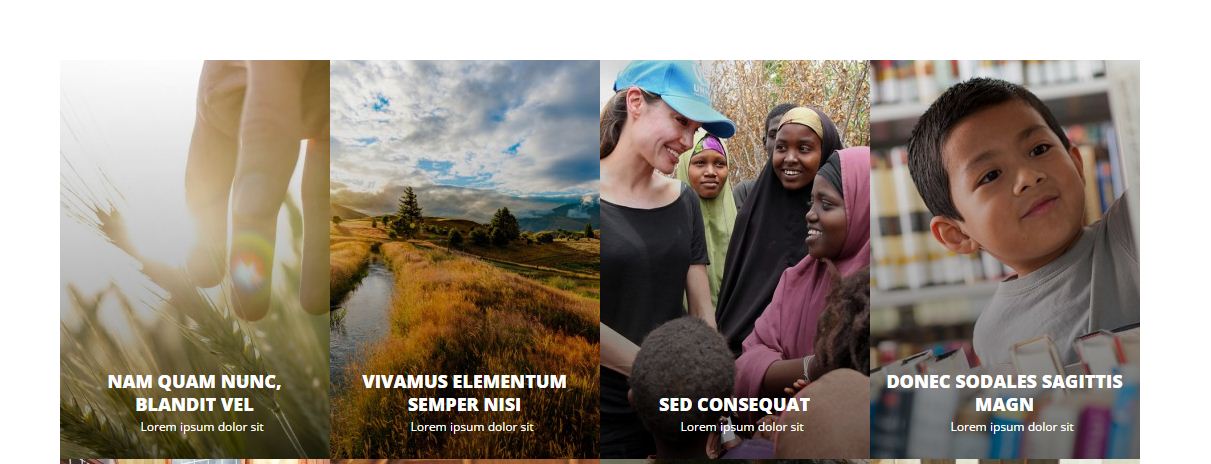 NAM QUAM NUNC,
BLANDIT VEL
Lorem ipsum dolor sit
VIVAMUS ELEMENTUM
SEMPER NISI
Lorem ipsum dolor sit
SED CONSEQUAT
Lorem ipsum dolor sit
DONEC SODALES SAGITTIS
MAGN
Lorem ipsum dolor sit